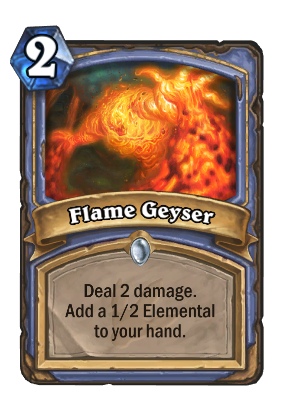 2
Flame Geyser
Deal 2 damage.
Add a 1/2 Elemental
to your hand.